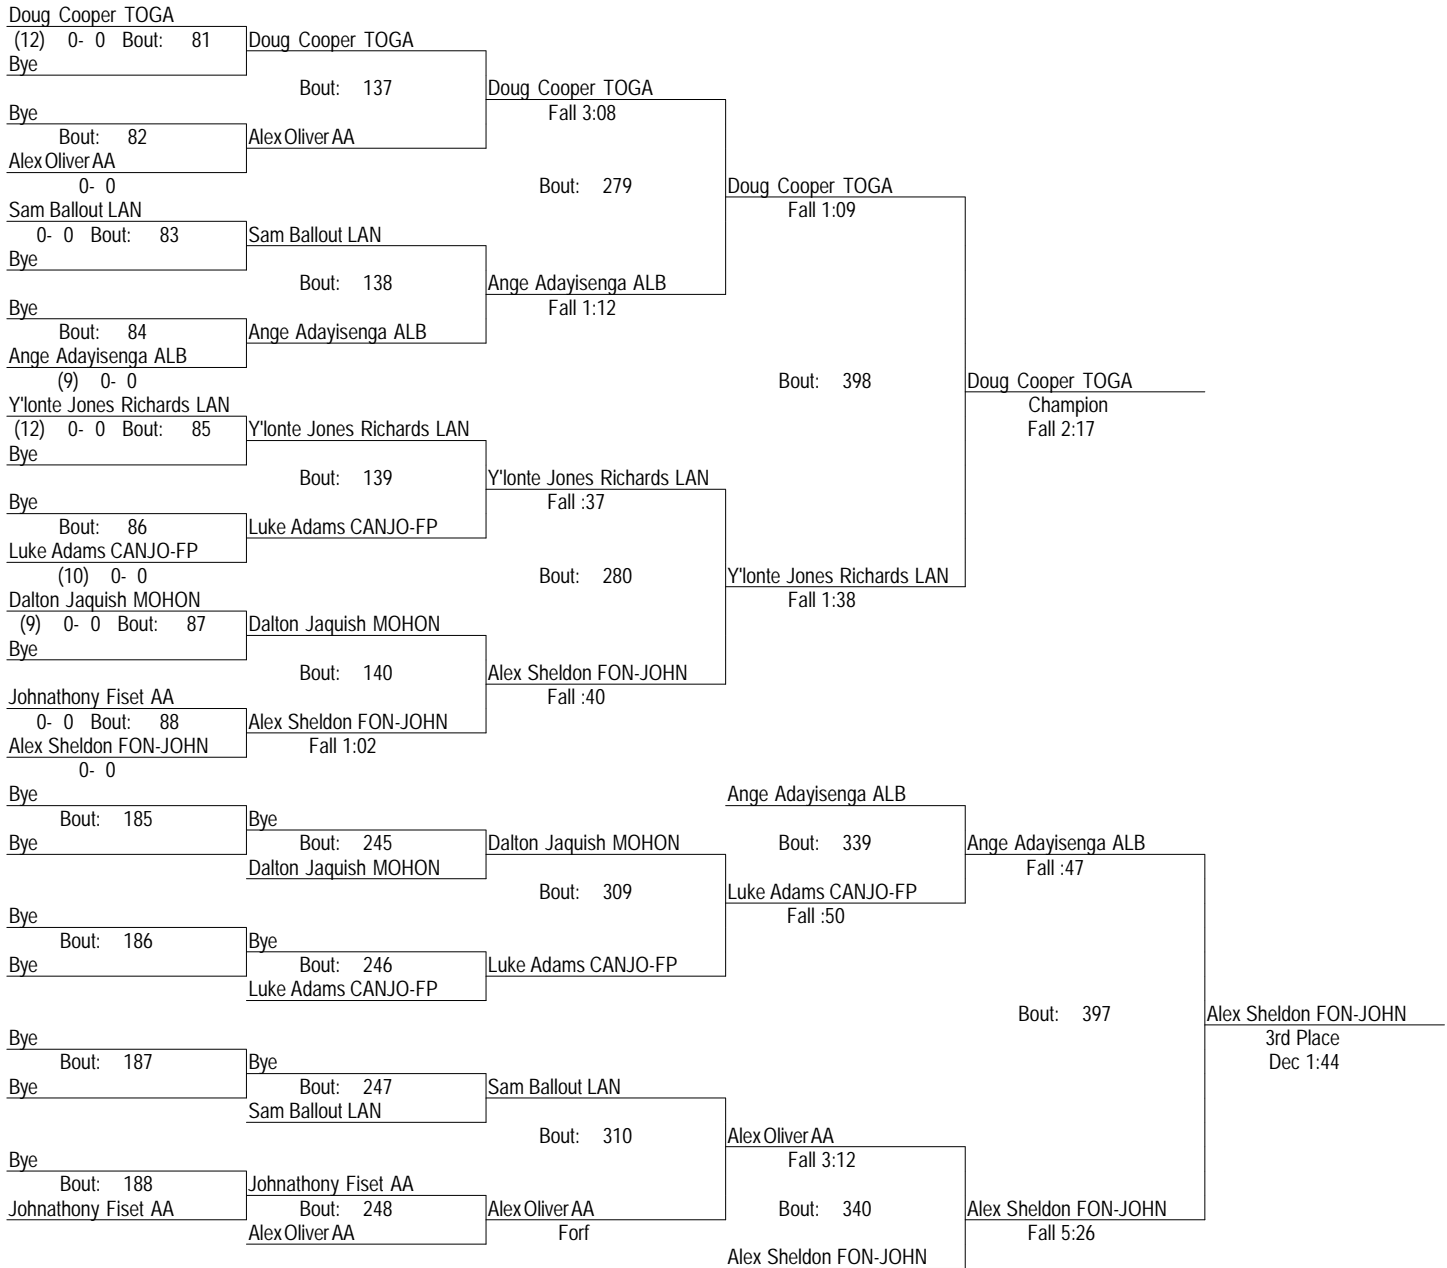 Doug Cooper TOGA
(12) 0- 0 Bout: 81 Doug Cooper TOGA
Bye
Bout: 137 Doug Cooper TOGA
Bye Fall 3:08
Bout: 82 Alex Oliver AA
Alex Oliver AA
0- 0 Bout: 279 Doug Cooper TOGA
Sam Ballout LAN Fall 1:09
0- 0 Bout: 83 Sam Ballout LAN
Bye
Bout: 138 Ange Adayisenga ALB
Bye Fall 1:12
Bout: 84 Ange Adayisenga ALB
Ange Adayisenga ALB
(9) 0- 0 Bout: 398 Doug Cooper TOGA
Y'lonte Jones Richards LAN Champion
(12) 0- 0 Bout: 85 Y'lonte Jones Richards LAN Fall 2:17
Bye
Bout: 139 Y'lonte Jones Richards LAN
Bye Fall :37
Bout: 86 Luke Adams CANJO-FP
Luke Adams CANJO-FP
(10) 0- 0 Bout: 280 Y'lonte Jones Richards LAN
Dalton Jaquish MOHON Fall 1:38
(9) 0- 0 Bout: 87 Dalton Jaquish MOHON
Bye
Bout: 140 Alex Sheldon FON-JOHN
Johnathony Fiset AA Fall :40
0- 0 Bout: 88 Alex Sheldon FON-JOHN
Alex Sheldon FON-JOHN Fall 1:02
0- 0
Bye Ange Adayisenga ALB
Bout: 185 Bye
Bye Bout: 245 Dalton Jaquish MOHON Bout: 339 Ange Adayisenga ALB
Dalton Jaquish MOHON Fall :47
Bout: 309 Luke Adams CANJO-FP
Bye Fall :50
Bout: 186 Bye
Bye Bout: 246 Luke Adams CANJO-FP
Luke Adams CANJO-FP
Bout: 397 Alex Sheldon FON-JOHN
Bye 3rd Place
Bout: 187 Bye Dec 1:44
Bye Bout: 247 Sam Ballout LAN
Sam Ballout LAN
Bout: 310 Alex Oliver AA
Bye Fall 3:12
Bout: 188 Johnathony Fiset AA
Johnathony Fiset AA Bout: 248 Alex Oliver AA Bout: 340 Alex Sheldon FON-JOHN
Alex Oliver AA Forf Fall 5:26
Alex Sheldon FON-JOHN